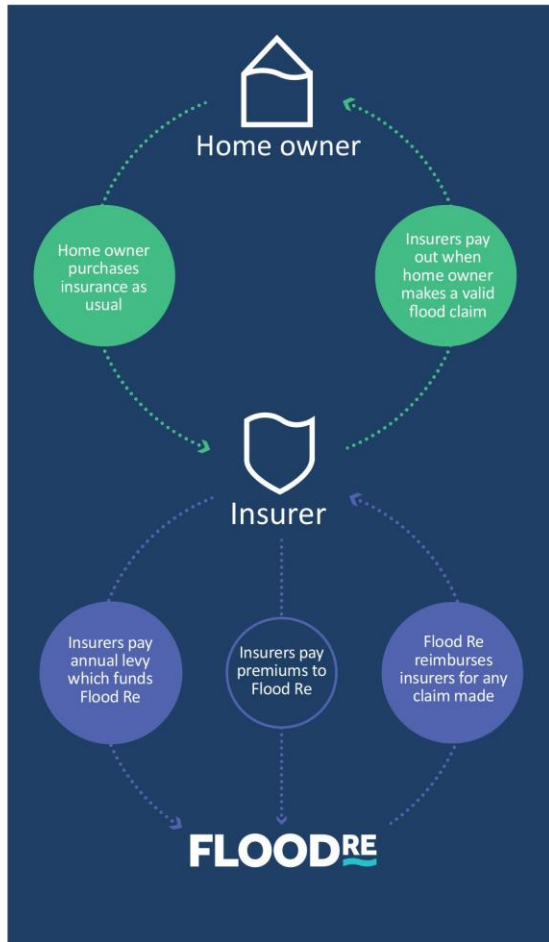 Home owner
Home owner
purchases
insurance as
usual
Insurers pay
out when
home owner
makes a valid
flood claim
Insurer
Insurers pay
annual levy
which funds
Flood Re
Insurers pay
premiums to
Flood Re
Flood Re
reimburses
insurers for any
claim made
FLOODRE